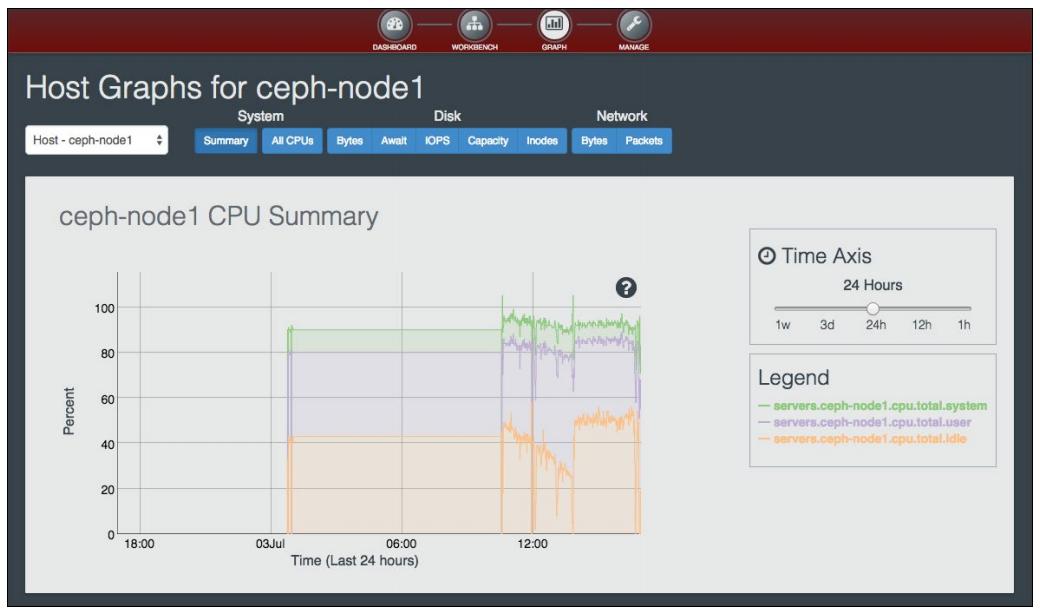 DASHBOARD WORKBENCH GRAPH MANAGE
Host Graphs for ceph-node1
System Disk Network
Host - ceph-node1 Summary All CPUs Bytes Await IOPS Capacity Inodes Bytes Packets
ceph-node1 CPU Summary
?
Time Axis
24 Hours
1w 3d 24h 12h 1h
Legend
servers.ceph-node1.cpu.total.system
servers.ceph-node1.cpu.total.user
servers.ceph-node1.cpu.total.idle
Percent
100
80
60
40
20
0
18:00 03Jul 06:00 12:00
Time (Last 24 hours)